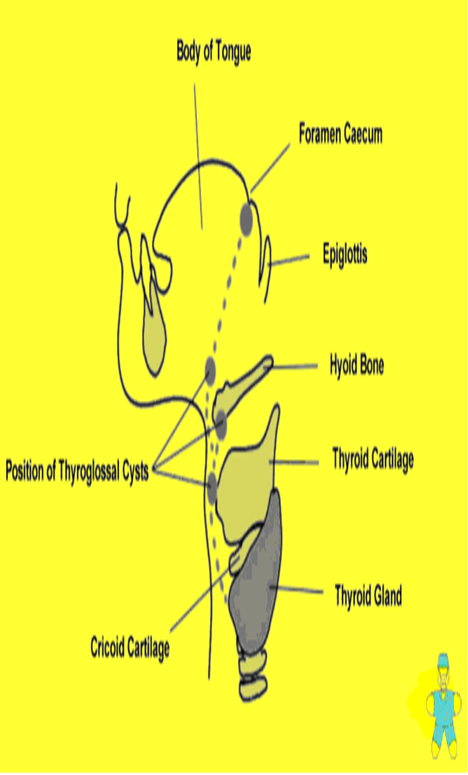 Body of Tongue
Foramen Caecum
Epiglottis
Hyoid Bone
Thyroid Cartilage
Position of Thyroglossal Cysts
Thyroid Gland
Cricoid Cartilage